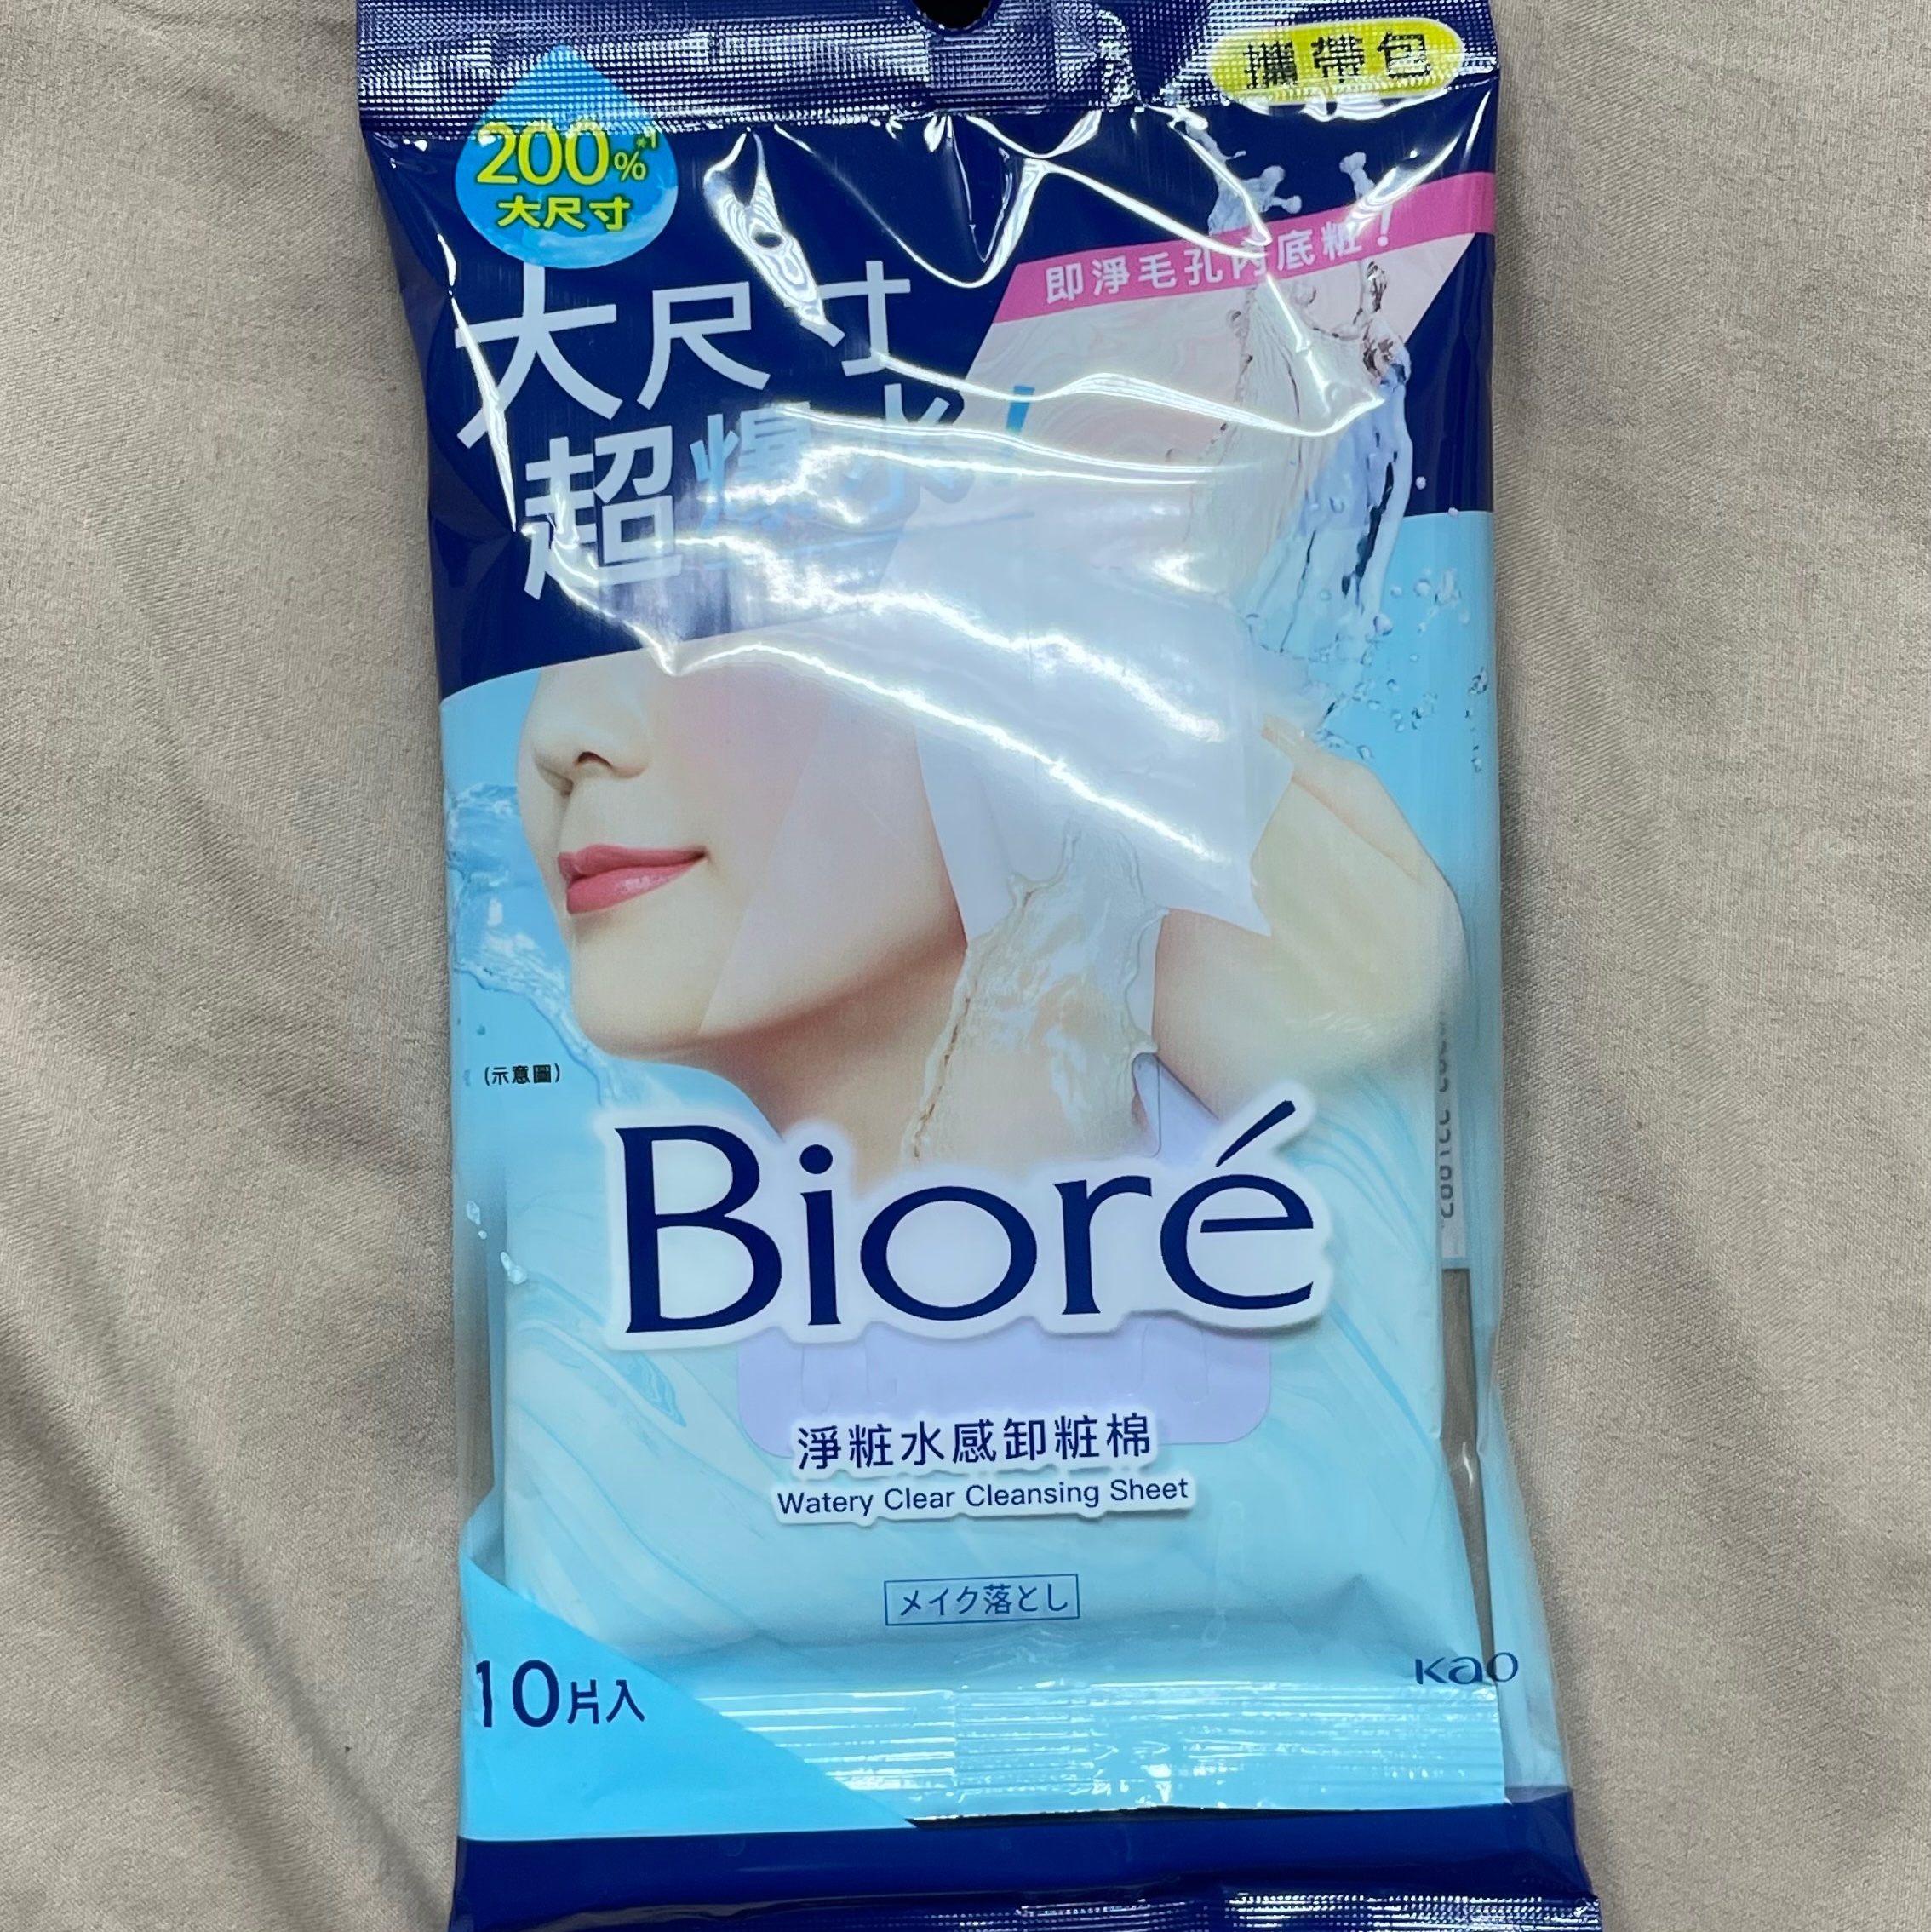 攜帶包
200%*1
大尺寸
即淨毛孔內底粧！
大尺寸
超爆水！
(示意圖)
Bioré
淨粧水感卸粧棉
Watery Clear Cleansing Sheet
メイク落とし
10片入
Kao